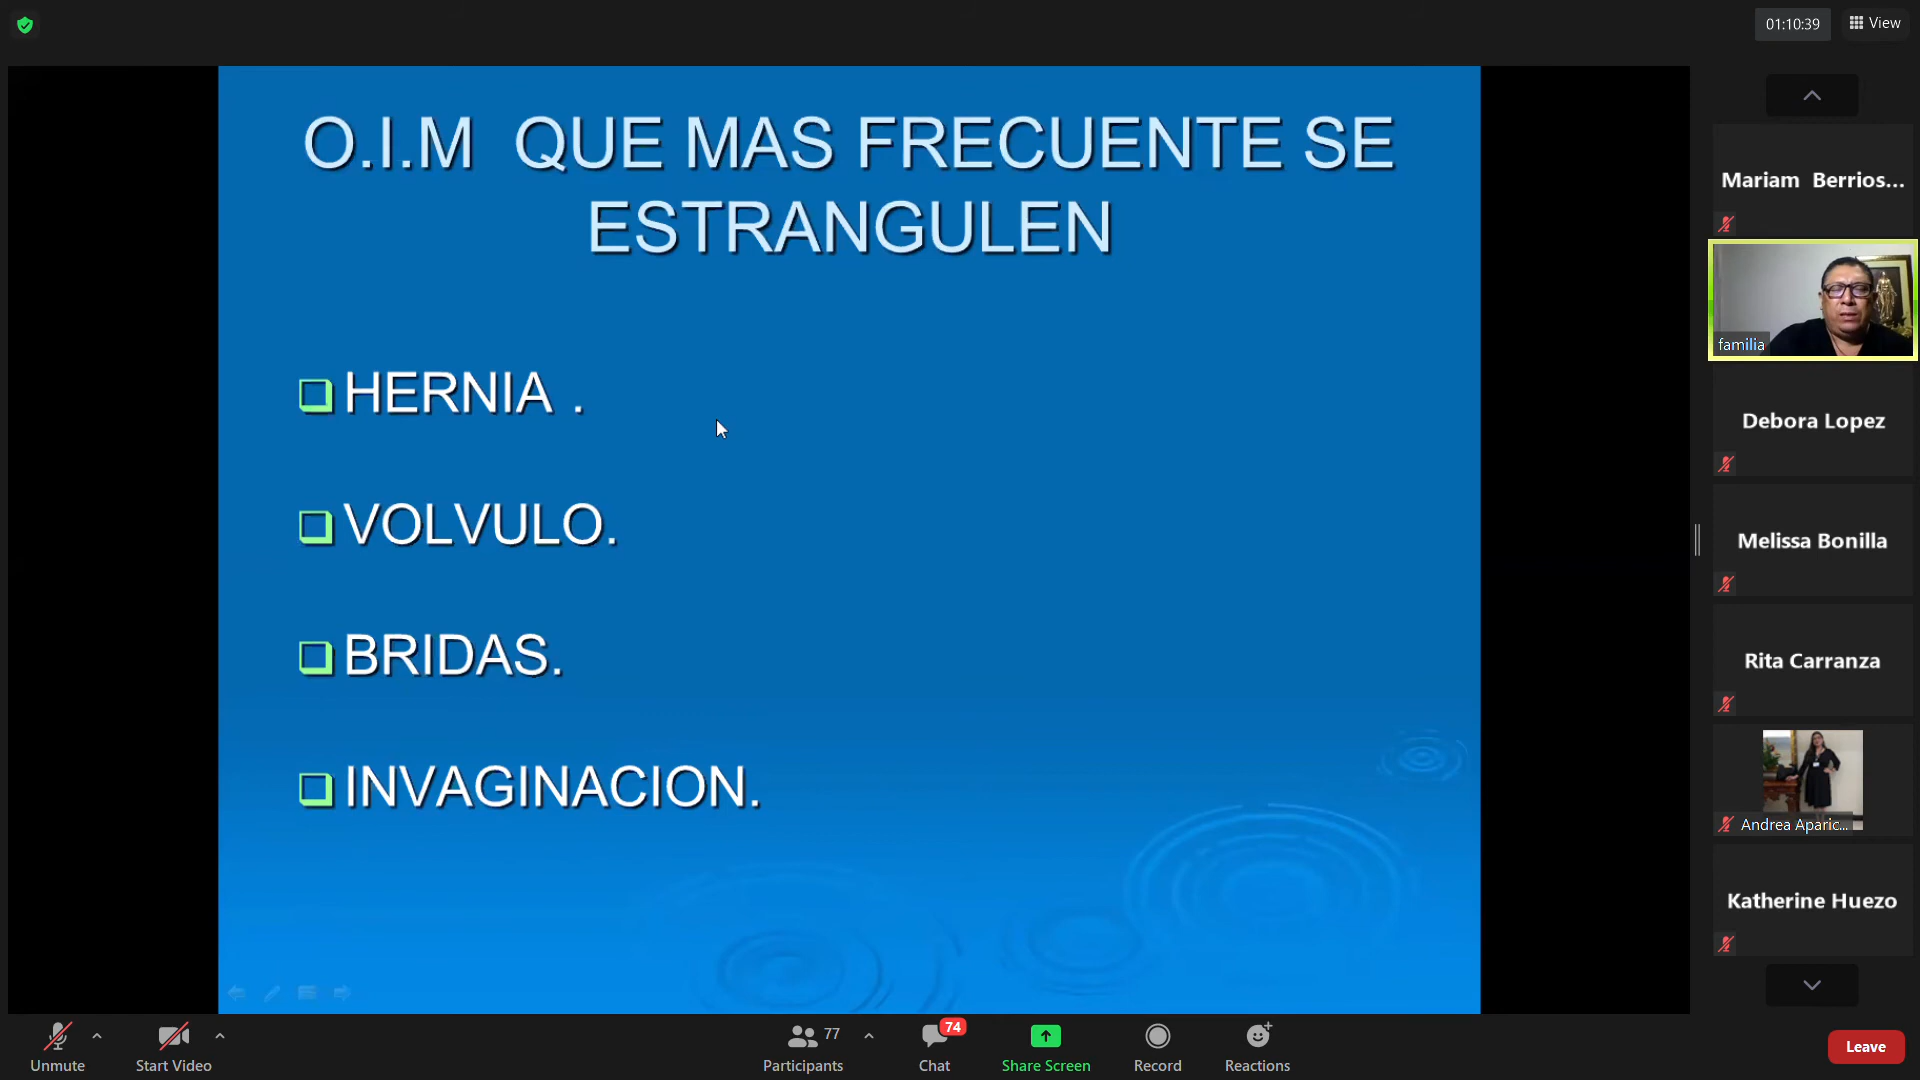 01:10:39
View
O.I.M QUE MAS FRECUENTE SE
ESTRANGULEN
HERNIA .
VOLVULO.
BRIDAS.
INVAGINACION.
Mariam Berrios...
familia
Debora Lopez
Melissa Bonilla
Rita Carranza
Andrea Aparic...
Katherine Huezo
Unmute
Start Video
77
Participants
74
Chat
Share Screen
Record
Reactions
Leave